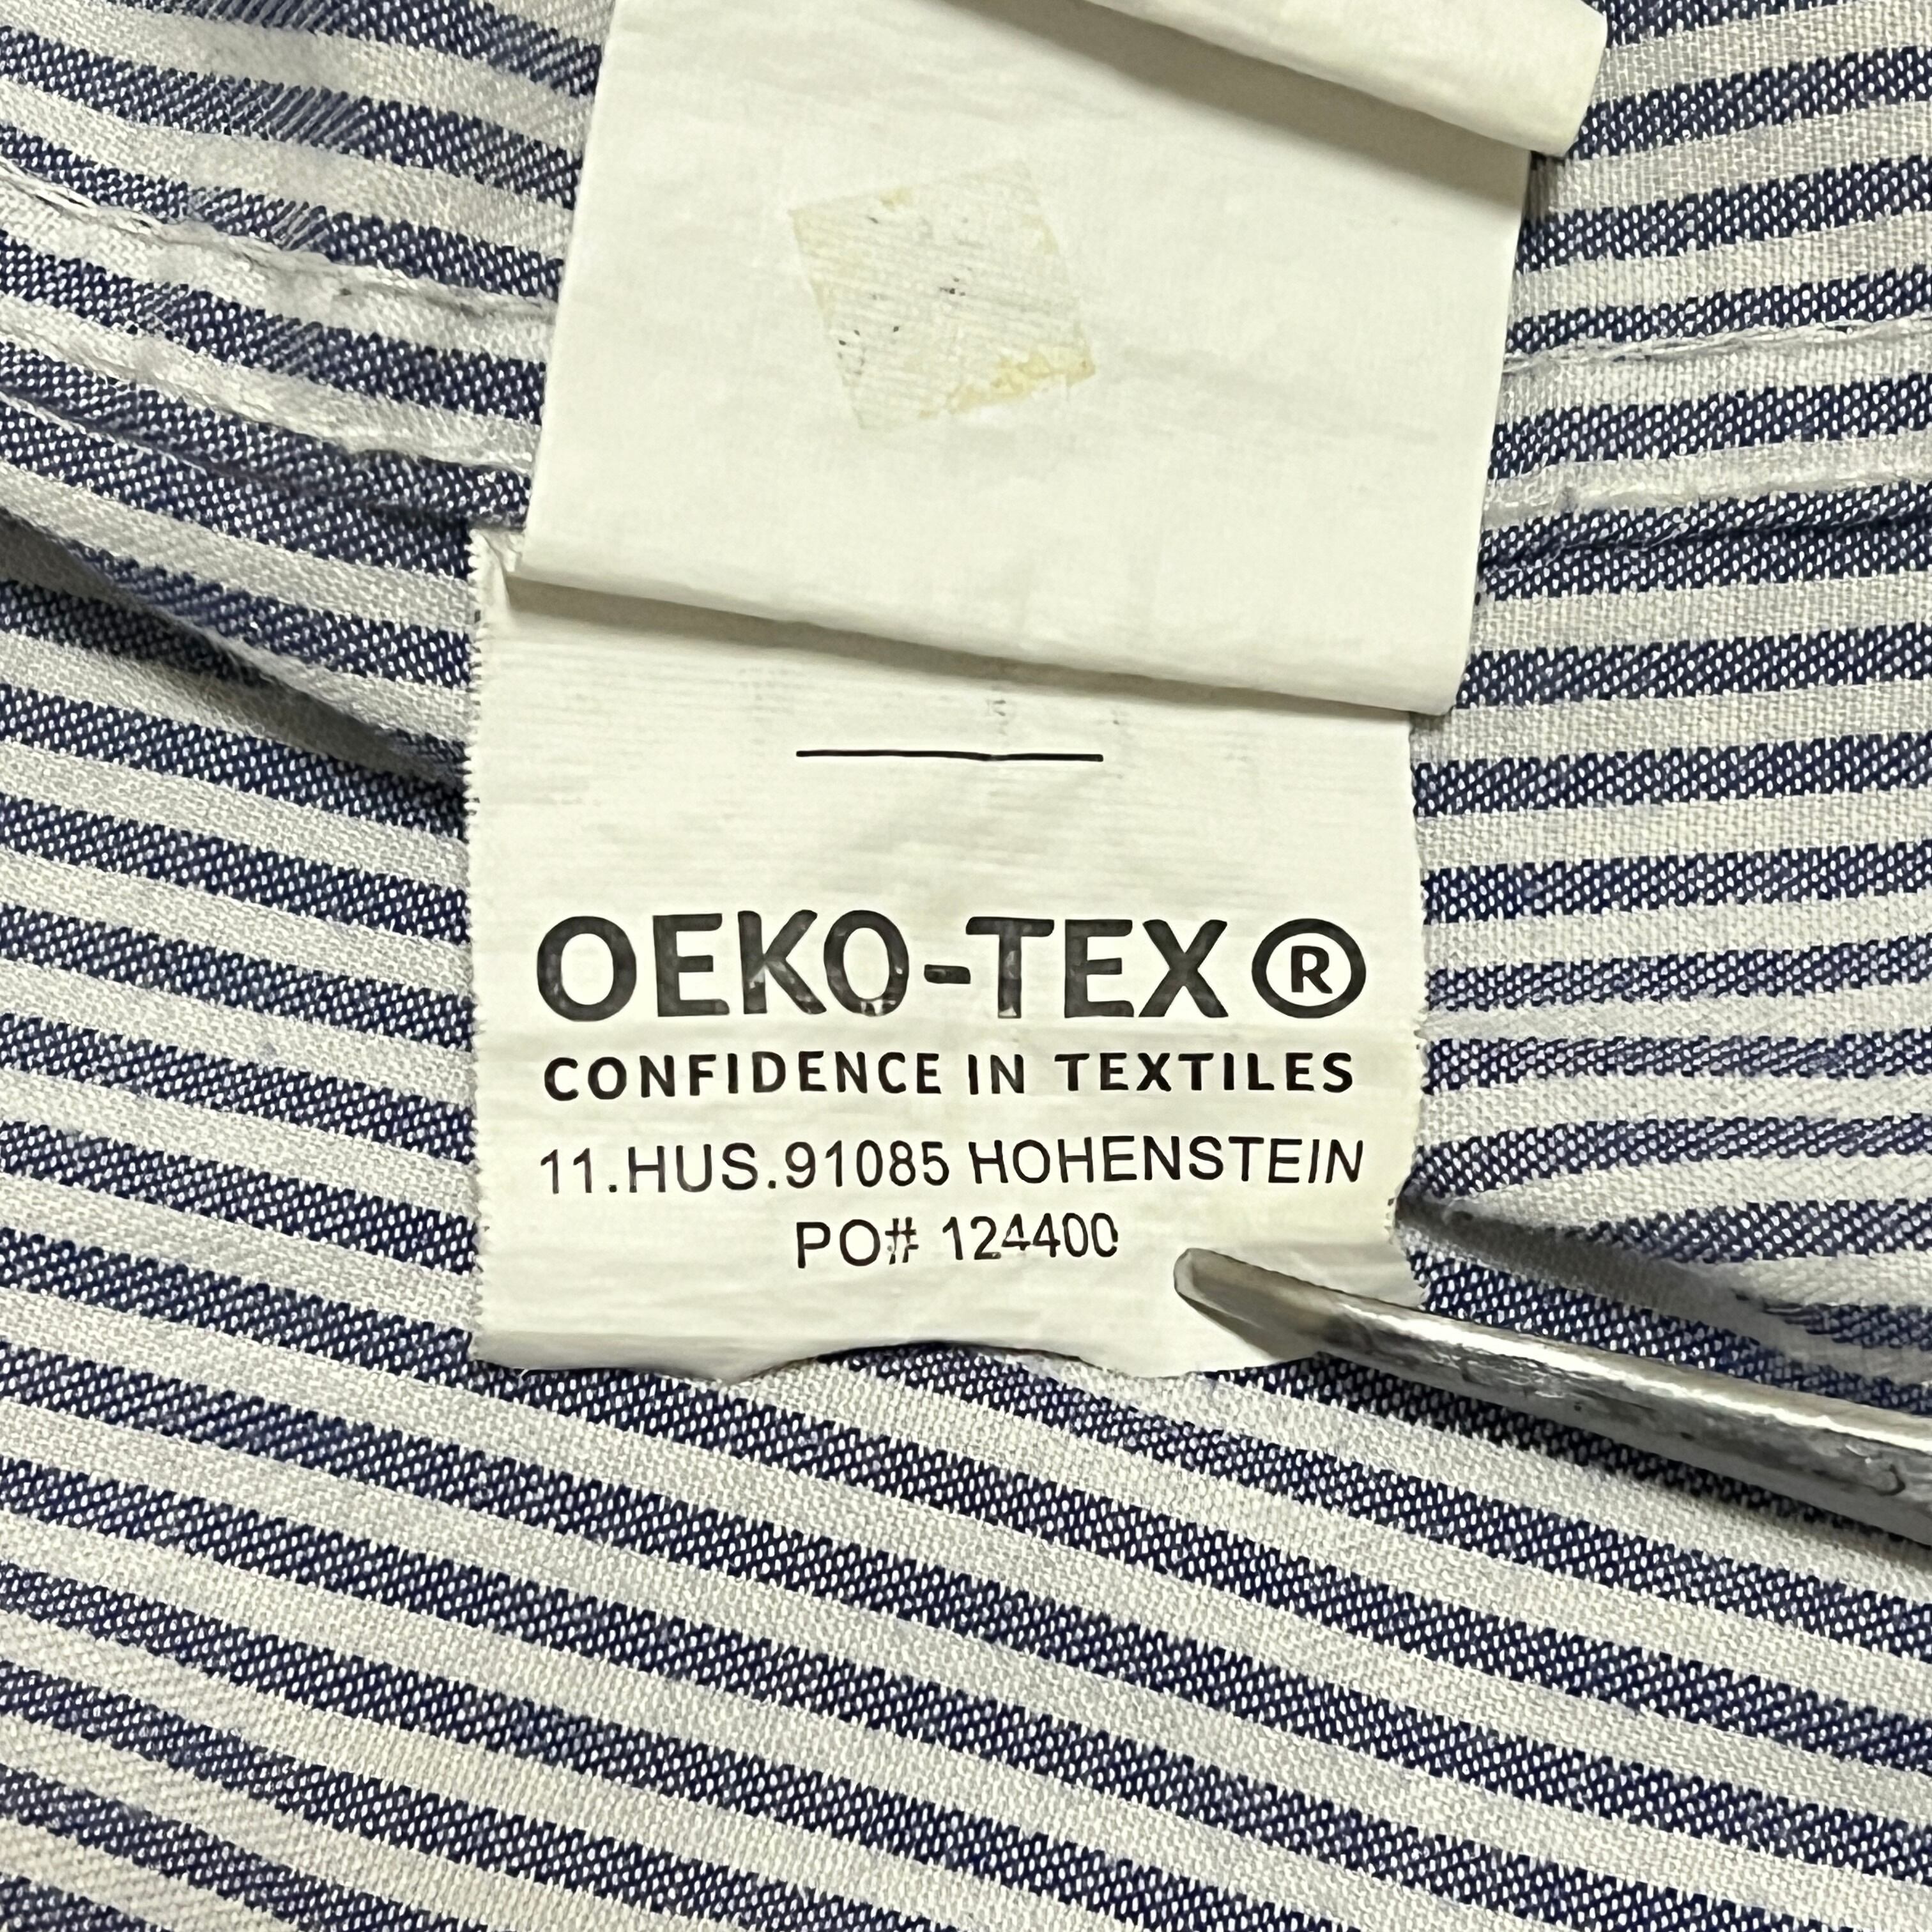 OEKO-TEX®
CONFIDENCE IN TEXTILES
11.HUS.91085 HOHENSTEIN
PO# 124400